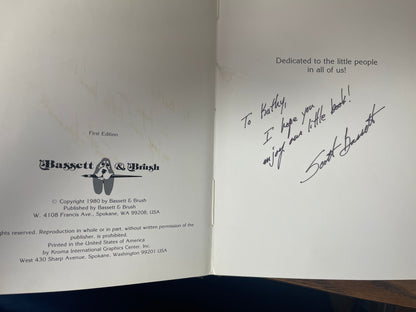 First Edition
Bassett & Brush
© Copyright 1980 by Bassett & Brush
Published by Bassett & Brush
W. 4108 Francis Ave., Spokane, WA 99208, USA
rights reserved. Reproduction in whole or in part, without written permission of the
publisher, is prohibited.
Printed in the United States of America
by Kroma International Graphics Center, Inc.
West 430 Sharp Avenue, Spokane, Washington 99201 USA
Dedicated to the little people
in all of us!
To Kathy,
I hope you
enjoy our little book!
Scott Bassett